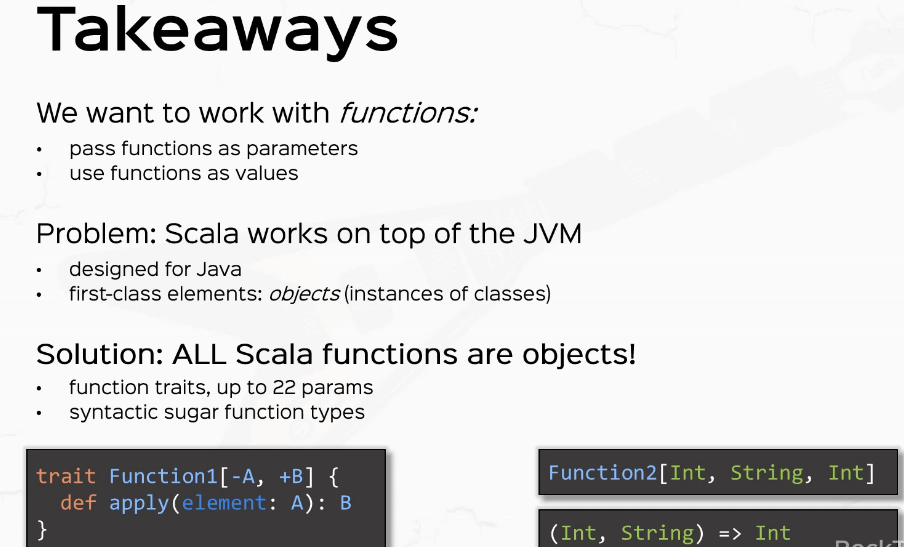 Takeaways
We want to work with functions:
• pass functions as parameters
• use functions as values
Problem: Scala works on top of the JVM
• designed for Java
• first-class elements: objects (instances of classes)
Solution: ALL Scala functions are objects!
• function traits, up to 22 params
• syntactic sugar function types
trait Function1[-A, +B] {
def apply(element: A): B
}
Function2[Int, String, Int]
(Int, String) => Int